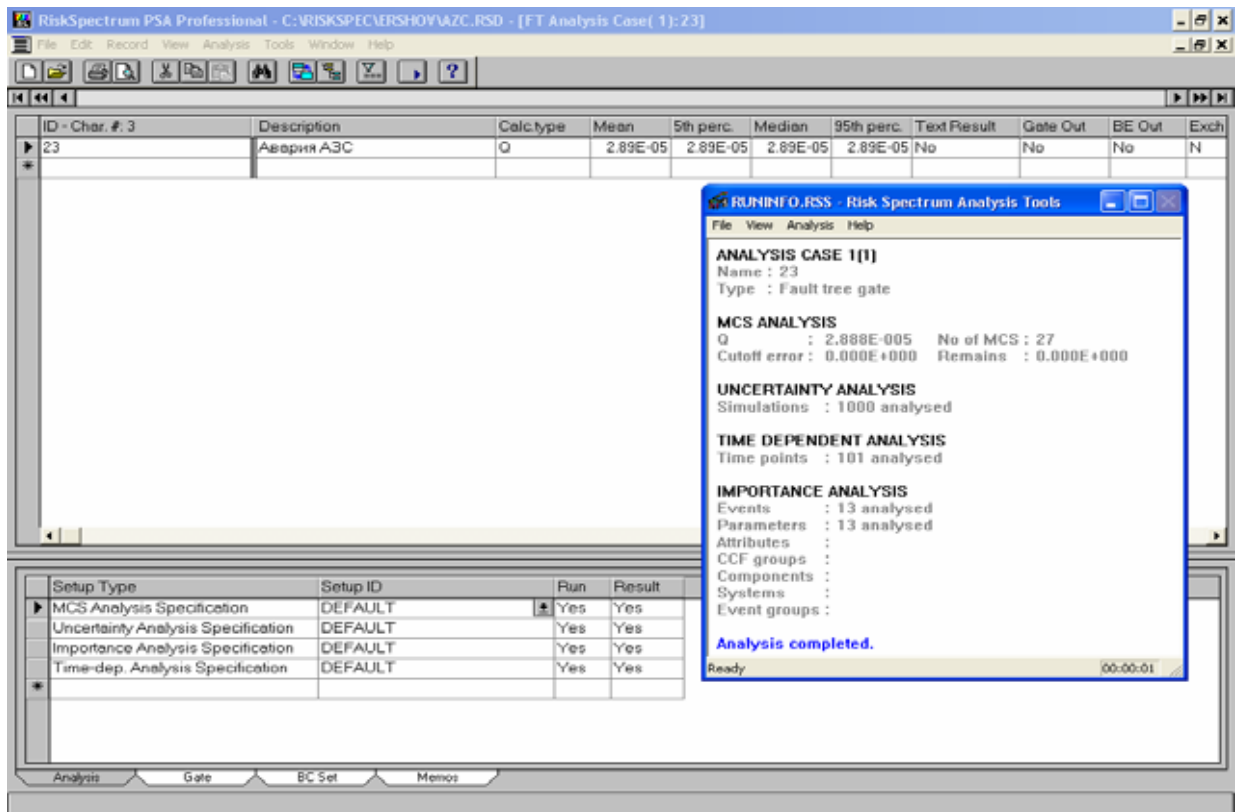 RiskSpectrum PSA Professional - C:\RISKSPEC\ERSHOV\AZC.RSD - [FT Analysis Case( 1):23]
File Edit Record View Analysis Tools Window Help
ID - Char. #: 3 Description Calc.type Mean 5th perc. Median 95th perc. Text Result Gate Out BE Out Exch
23 Авария АЗС Q 2.89E-05 2.89E-05 2.89E-05 2.89E-05 No No No N
RUNINFO.RSS - Risk Spectrum Analysis Tools
File View Analysis Help
ANALYSIS CASE 1(1)
Name : 23
Type : Fault tree gate
MCS ANALYSIS
Q : 2.888E-005 No of MCS : 27
Cutoff error : 0.000E+000 Remains : 0.000E+000
UNCERTAINTY ANALYSIS
Simulations : 1000 analysed
TIME DEPENDENT ANALYSIS
Time points : 101 analysed
IMPORTANCE ANALYSIS
Events : 13 analysed
Parameters : 13 analysed
Attributes :
CCF groups :
Components :
Systems :
Event groups :
Analysis completed.
Ready 00:00:01
Setup Type Setup ID Run Result
MCS Analysis Specification DEFAULT Yes Yes
Uncertainty Analysis Specification DEFAULT Yes Yes
Importance Analysis Specification DEFAULT Yes Yes
Time-dep. Analysis Specification DEFAULT Yes Yes
Analysis Gate BC Set Memos